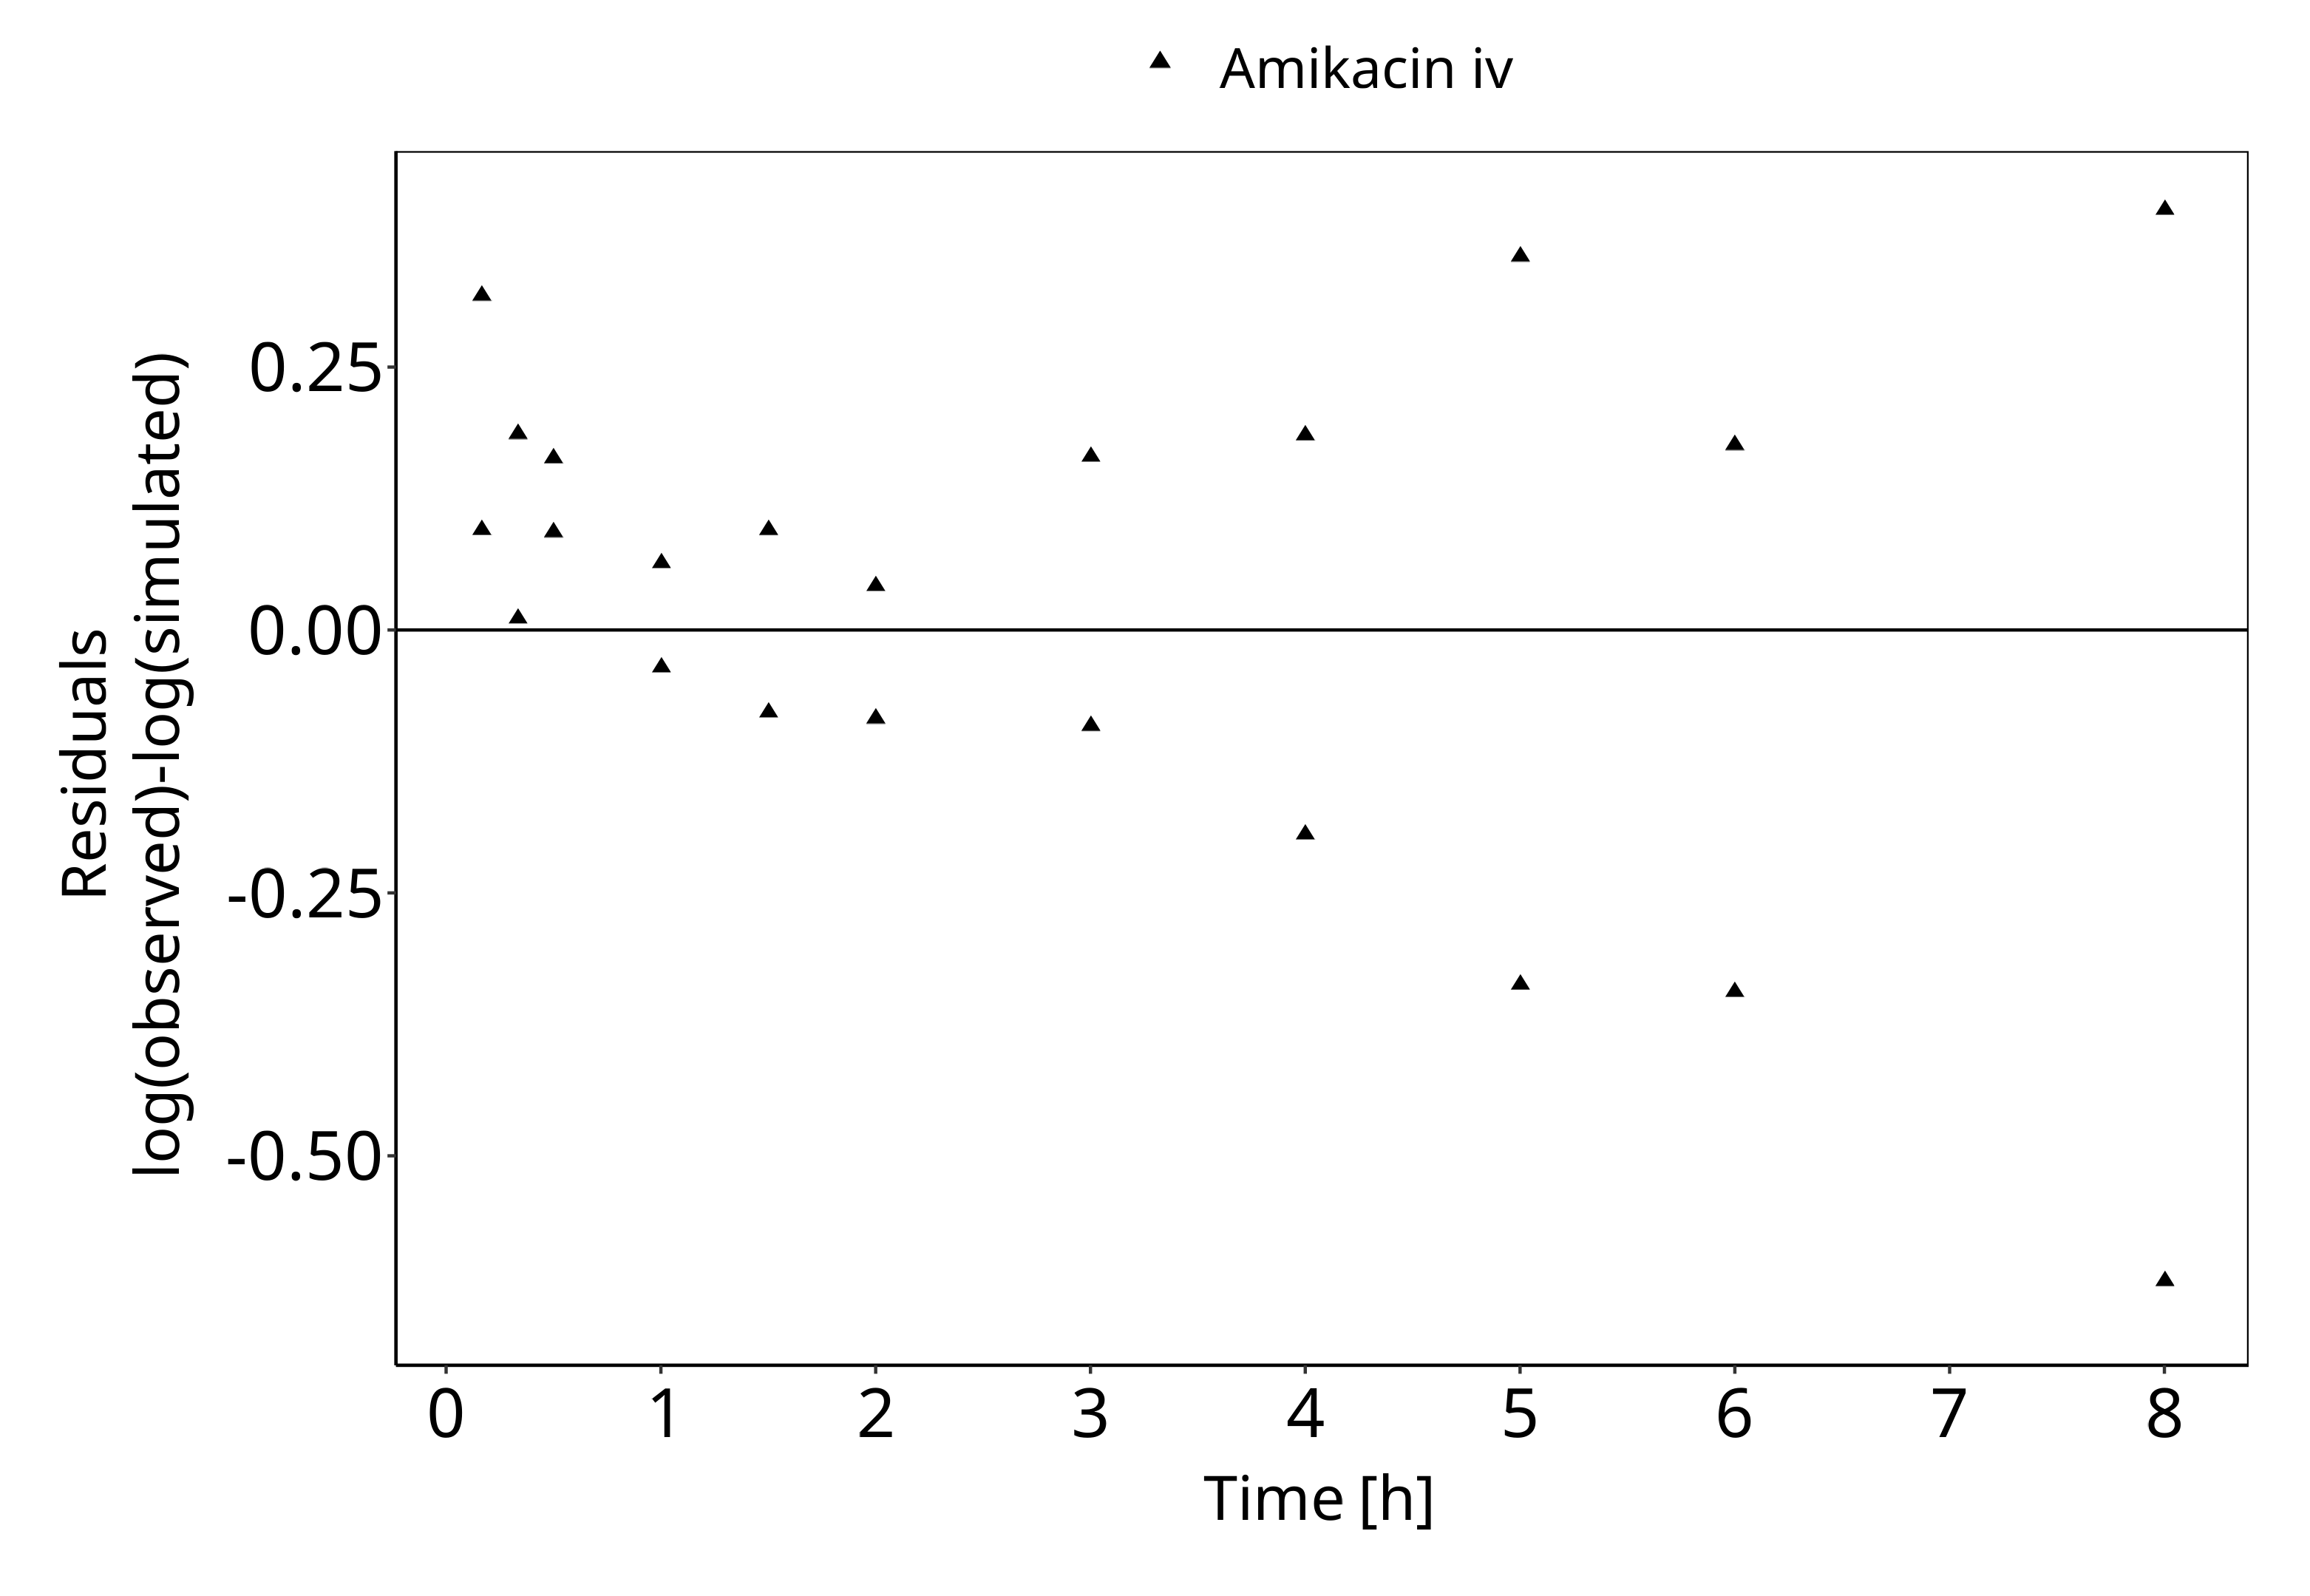 Amikacin iv
Residuals
log(observed)-log(simulated)
0.25
0.00
-0.25
-0.50
0 1 2 3 4 5 6 7 8
Time [h]